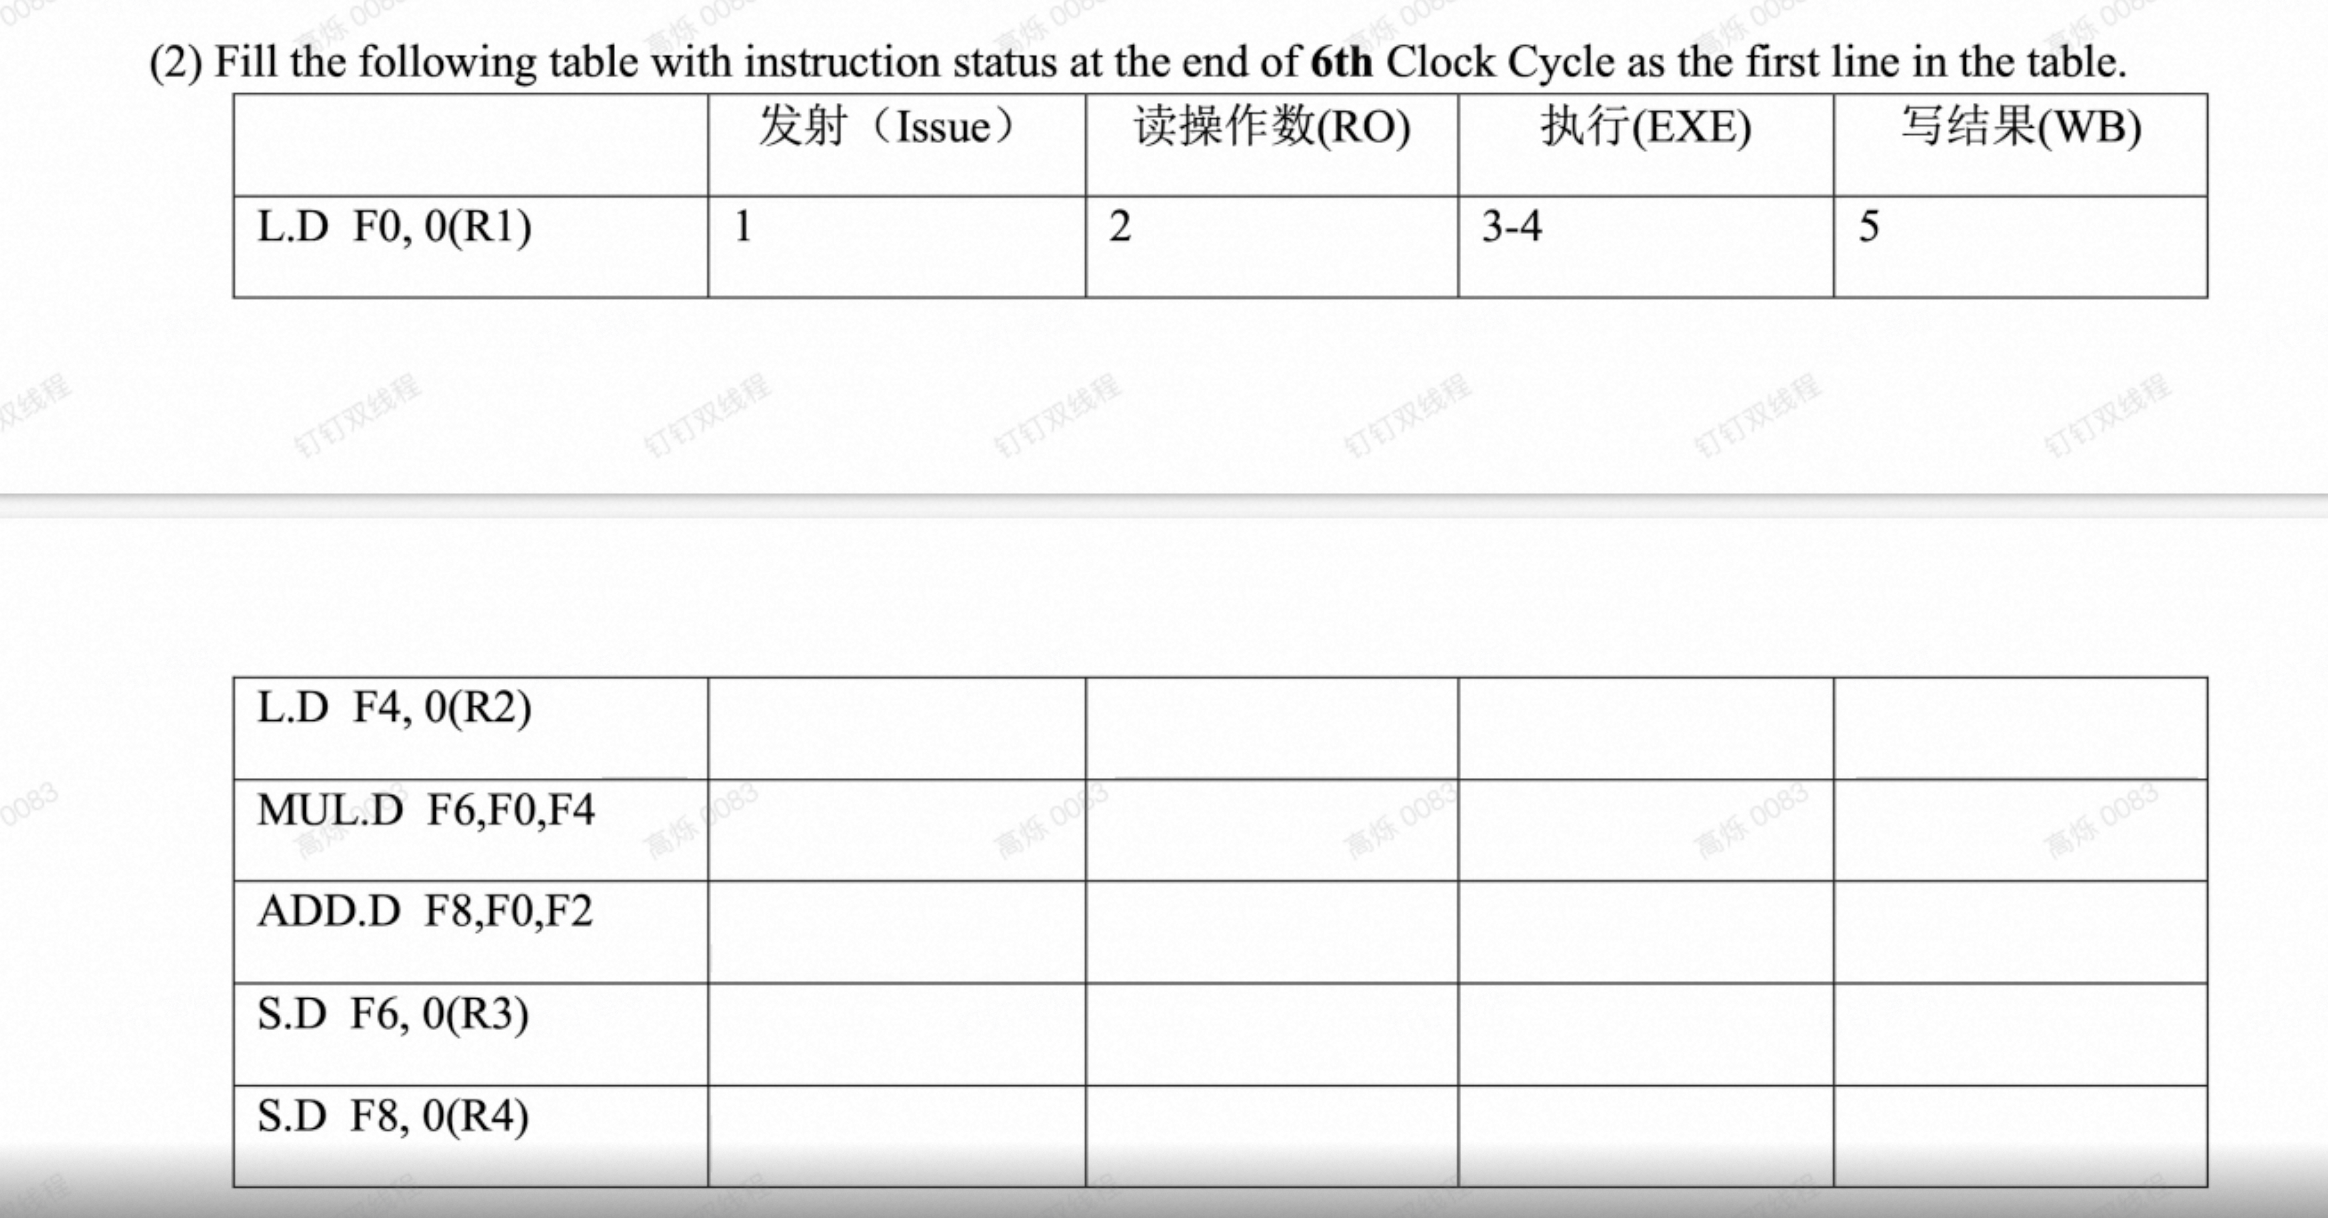 (2) Fill the following table with instruction status at the end of 6th Clock Cycle as the first line in the table.
发射（Issue） 读操作数(RO) 执行(EXE) 写结果(WB)
L.D F0, 0(R1) 1 2 3-4 5
钉钉双线程 钉钉双线程 钉钉双线程 钉钉双线程 钉钉双线程 钉钉双线程
L.D F4, 0(R2)
MUL.D F6,F0,F4
高烁 0083 高烁 0083 高烁 0083 高烁 0083 高烁 0083 高烁 0083
ADD.D F8,F0,F2
S.D F6, 0(R3)
S.D F8, 0(R4)